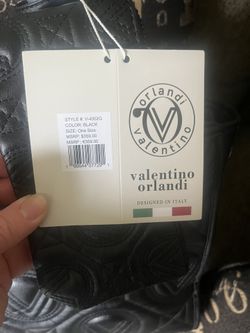 STYLE #: V-4352Q
COLOR: BLACK
SIZE: One Size
MSRP: $359.00
MSRP: €359.00
orlandi
valentino
valentino
orlandi
DESIGNED IN ITALY